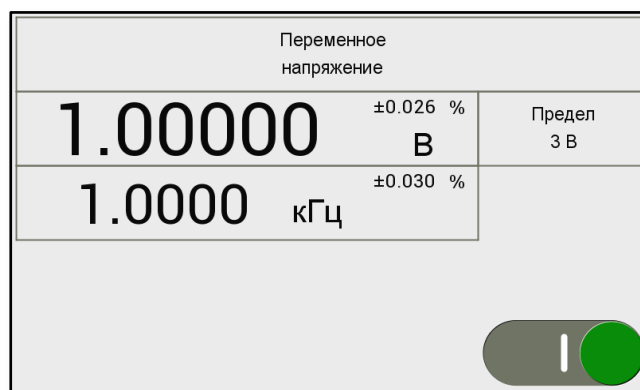 Переменное
напряжение
1.00000 ±0.026 % В
Предел
3 В
1.0000 кГц ±0.030 %